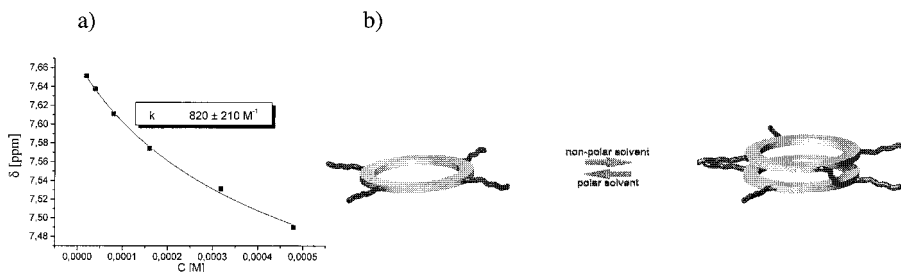 a)
b)
7,66
7,64
7,62
7,60
7,58
7,56
7,54
7,52
7,50
7,48
δ [ppm]
k 820 ± 210 M⁻¹
0,0000 0,0001 0,0002 0,0003 0,0004 0,0005
C [M]
non-polar solvent
polar solvent